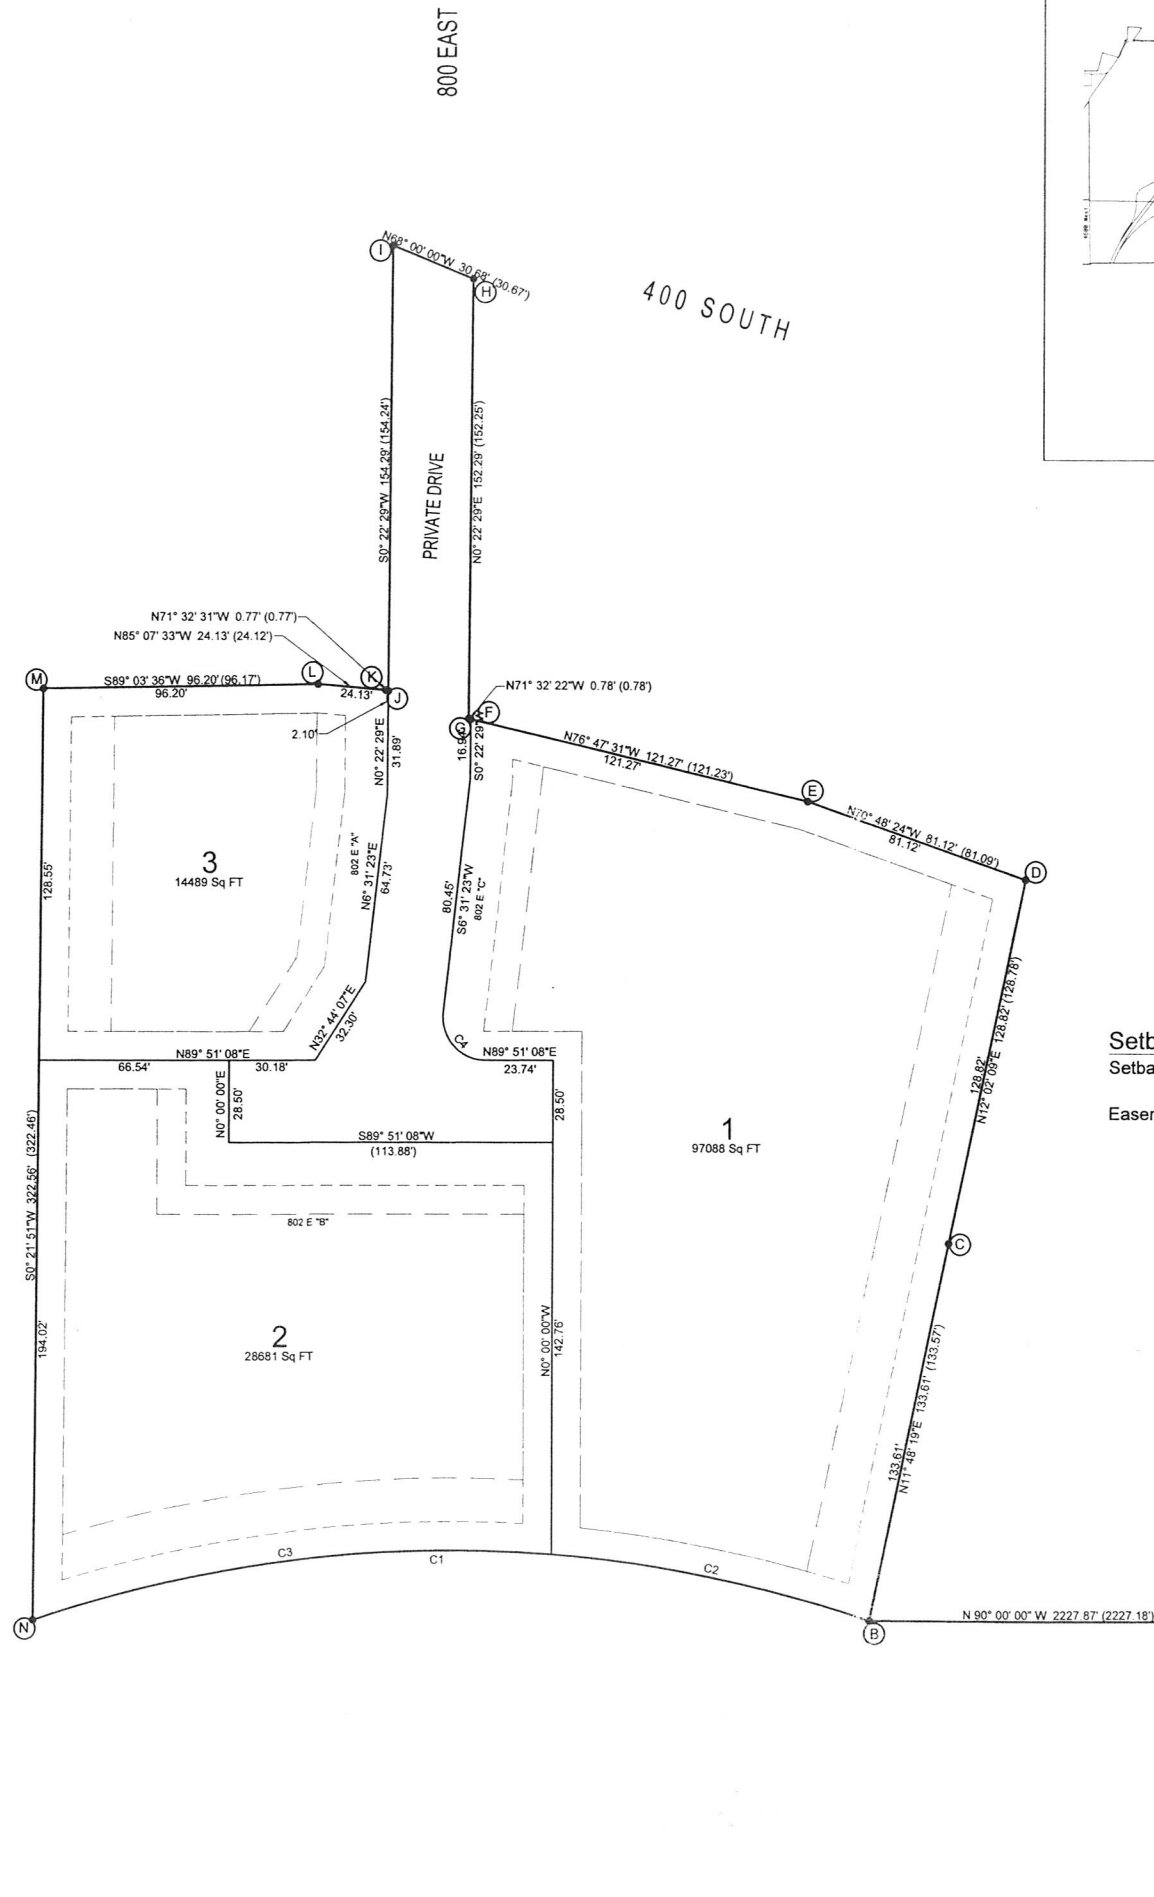 800 EAST
4500 West
I
N68° 00' 00"W 30.68' (30.67')
H
400 SOUTH
S0° 22' 29"W 154.29' (154.24')
PRIVATE DRIVE
N0° 22' 29"E 152.29' (152.25')
N71° 32' 31"W 0.77' (0.77')
N85° 07' 33"W 24.13' (24.12')
M
S89° 03' 36"W 96.20' (96.17')
96.20'
L
24.13'
K
J
2.10'
N71° 32' 22"W 0.78' (0.78')
F
G
N0° 22' 29"E
31.89'
S0° 22' 29"E
N76° 47' 31"W 121.27' (121.23')
121.27'
E
N70° 48' 24"W 81.12' (81.09')
81.12'
D
3
14489 Sq FT
128.55'
802 E "A"
N6° 31' 23"E
64.73'
80.45'
S6° 31' 23"W
802 E "C"
N32° 44' 07"E
32.30'
C4
N89° 51' 08"E
66.54'
30.18'
N89° 51' 08"E
23.74'
N0° 00' 00"E
28.50'
28.50'
S89° 51' 08"W
(113.88')
128.82'
N12° 02' 09"E 128.82' (128.78')
Setb
Setba
Easer
1
97088 Sq FT
S0° 21' 51"W 322.56' (322.46')
194.02'
802 E "B"
C
2
28681 Sq FT
N0° 00' 00"W
142.76'
133.61'
N11° 48' 19"E 133.61' (133.57')
C3
C1
C2
N
B
N 90° 00' 00" W 2227.87' (2227.18')